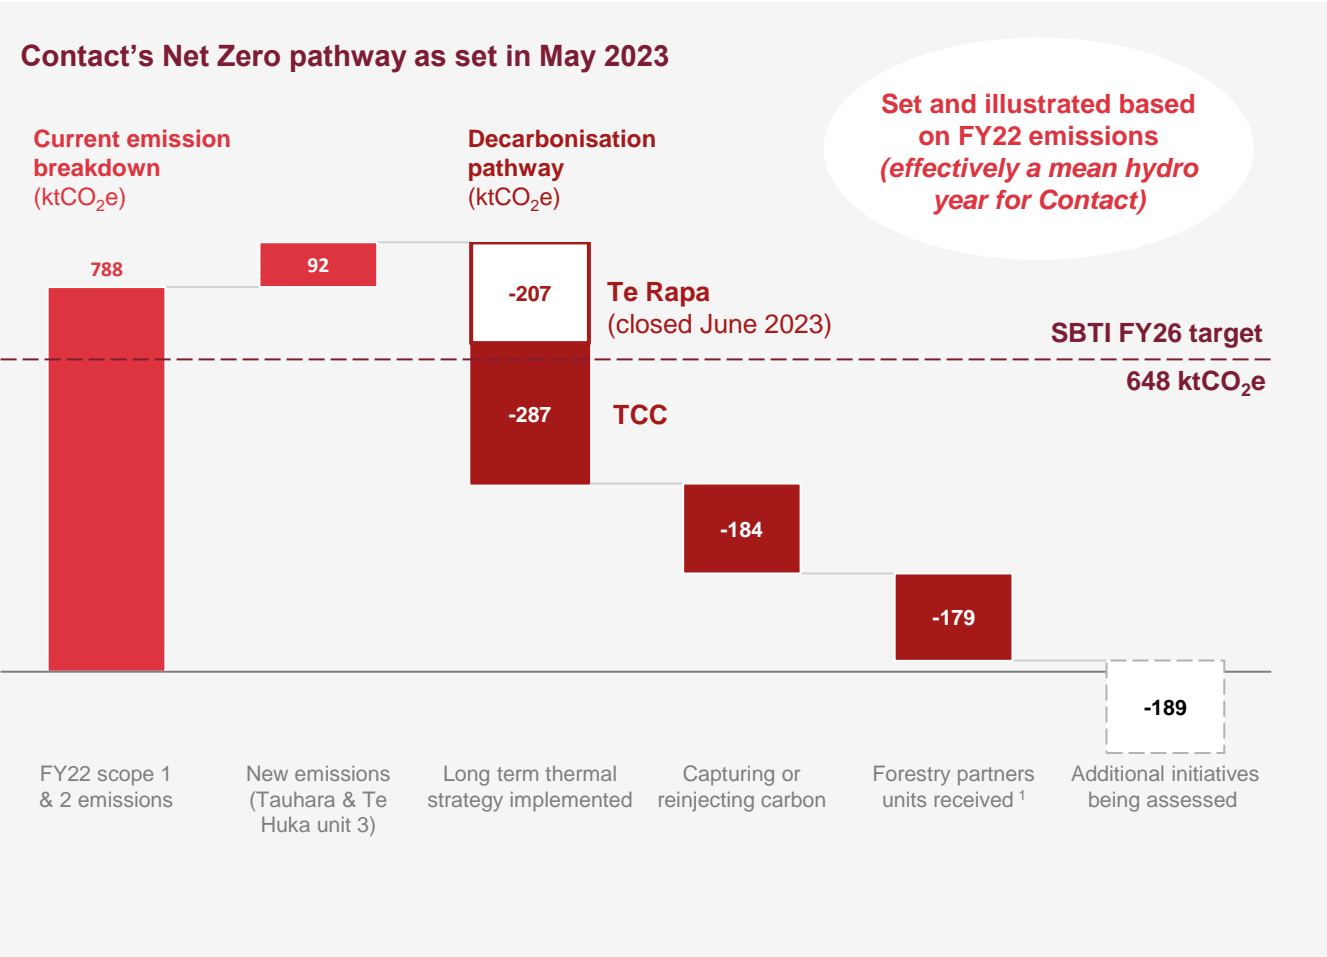 Contact’s Net Zero pathway as set in May 2023
Set and illustrated based
on FY22 emissions
(effectively a mean hydro
year for Contact)
Current emission
breakdown
(ktCO₂e)
Decarbonisation
pathway
(ktCO₂e)
788
92
-207
Te Rapa
(closed June 2023)
SBTI FY26 target
648 ktCO₂e
-287
TCC
-184
-179
-189
FY22 scope 1
& 2 emissions
New emissions
(Tauhara & Te
Huka unit 3)
Long term thermal
strategy implemented
Capturing or
reinjecting carbon
Forestry partners
units received ¹
Additional initiatives
being assessed